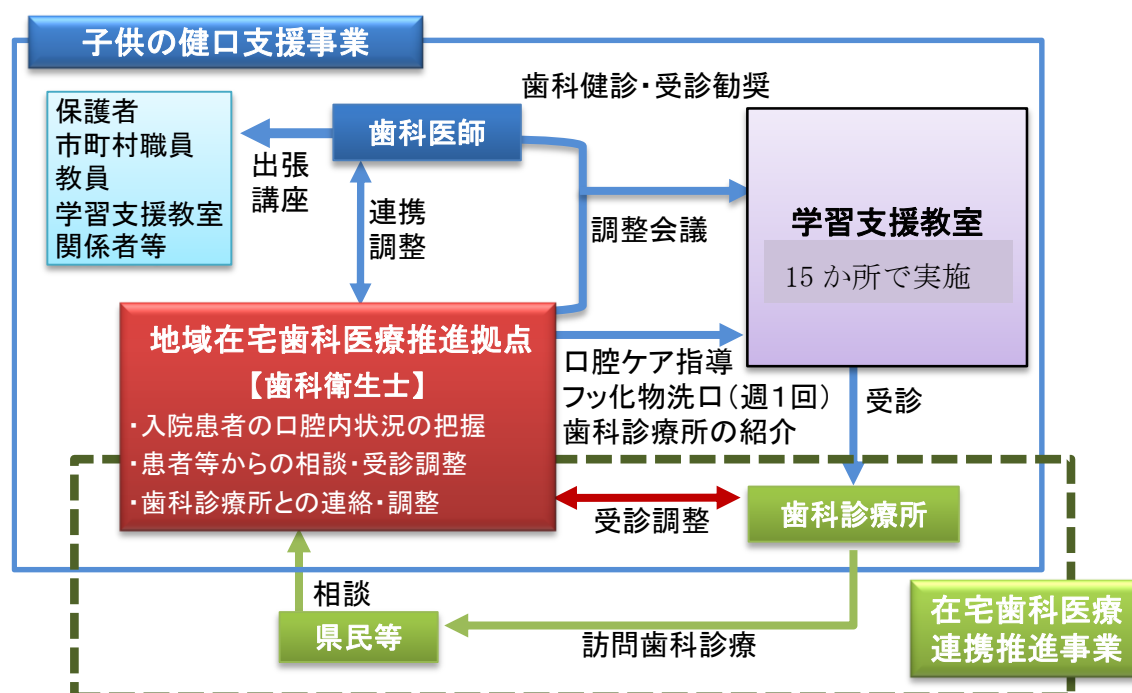 子供の健口支援事業
歯科健診・受診勧奨
保護者
市町村職員
教員
学習支援教室
関係者等
歯科医師
出張
講座
連携
調整
調整会議
学習支援教室
15 か所で実施
地域在宅歯科医療推進拠点
【歯科衛生士】
・入院患者の口腔内状況の把握
・患者等からの相談・受診調整
・歯科診療所との連絡・調整
口腔ケア指導
フッ化物洗口（週１回）
歯科診療所の紹介
受診
受診調整
歯科診療所
相談
県民等
訪問歯科診療
在宅歯科医療
連携推進事業